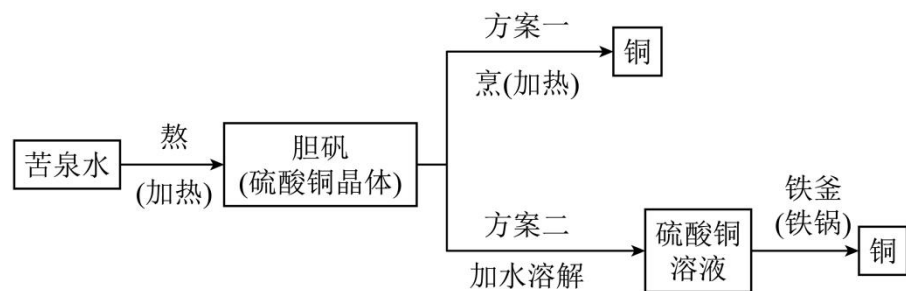 方案一
铜
烹(加热)
熬
苦泉水
(加热)
胆矾
(硫酸铜晶体)
方案二
加水溶解
硫酸铜
溶液
铁釜
(铁锅)
铜